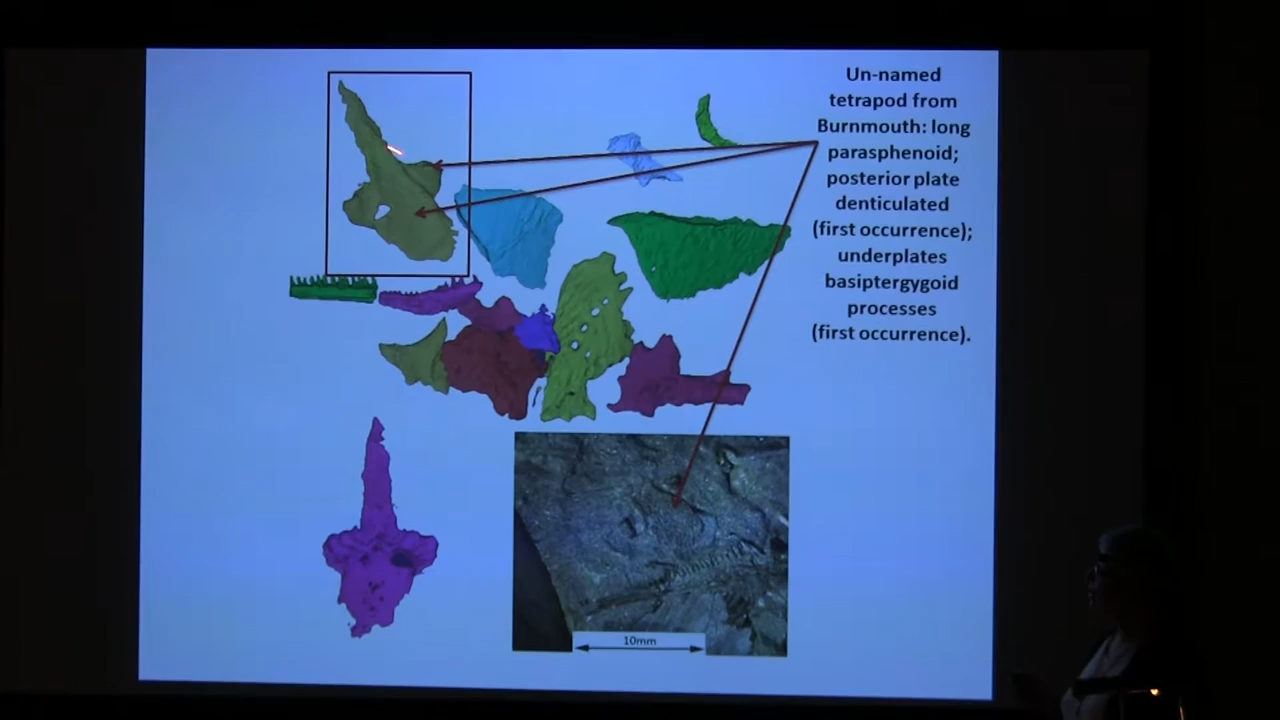 Un-named
tetrapod from
Burnmouth: long
parasphenoid;
posterior plate
denticulated
(first occurrence);
underplates
basiptergygoid
processes
(first occurrence).
10mm